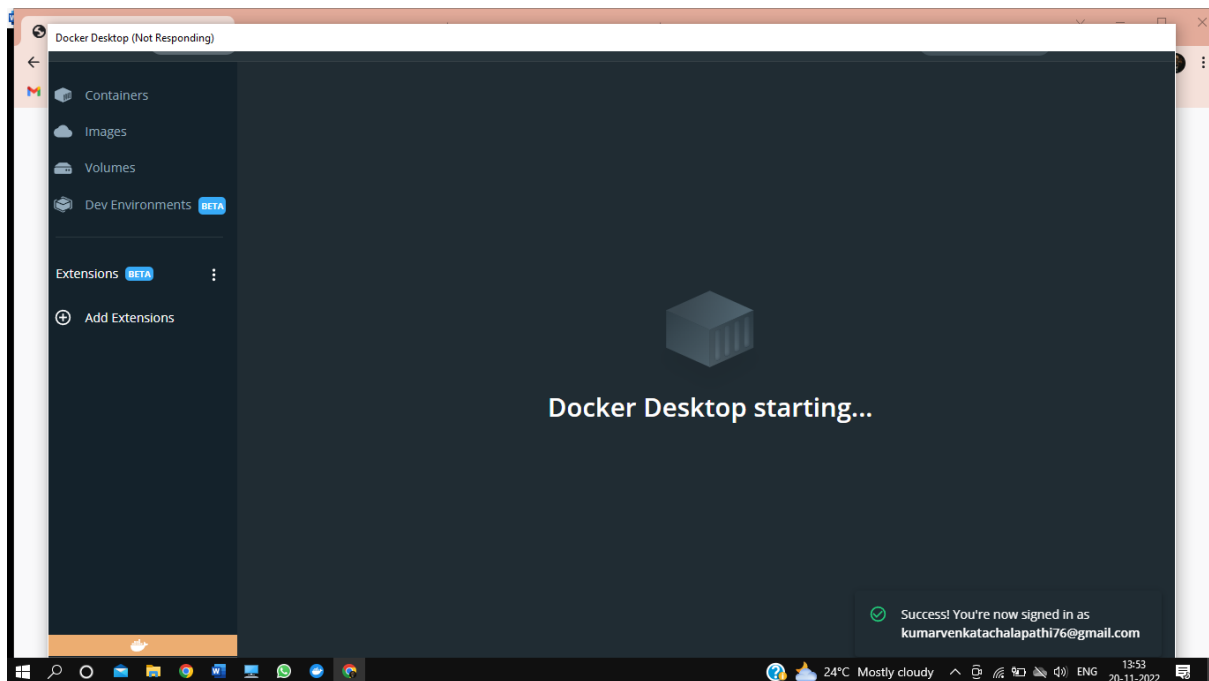 Docker Desktop (Not Responding)
Containers
Images
Volumes
Dev Environments BETA
Extensions BETA
Add Extensions
Docker Desktop starting...
Success! You're now signed in as
kumarvenkatachalapathi76@gmail.com
24°C Mostly cloudy
ENG
13:53
20-11-2022